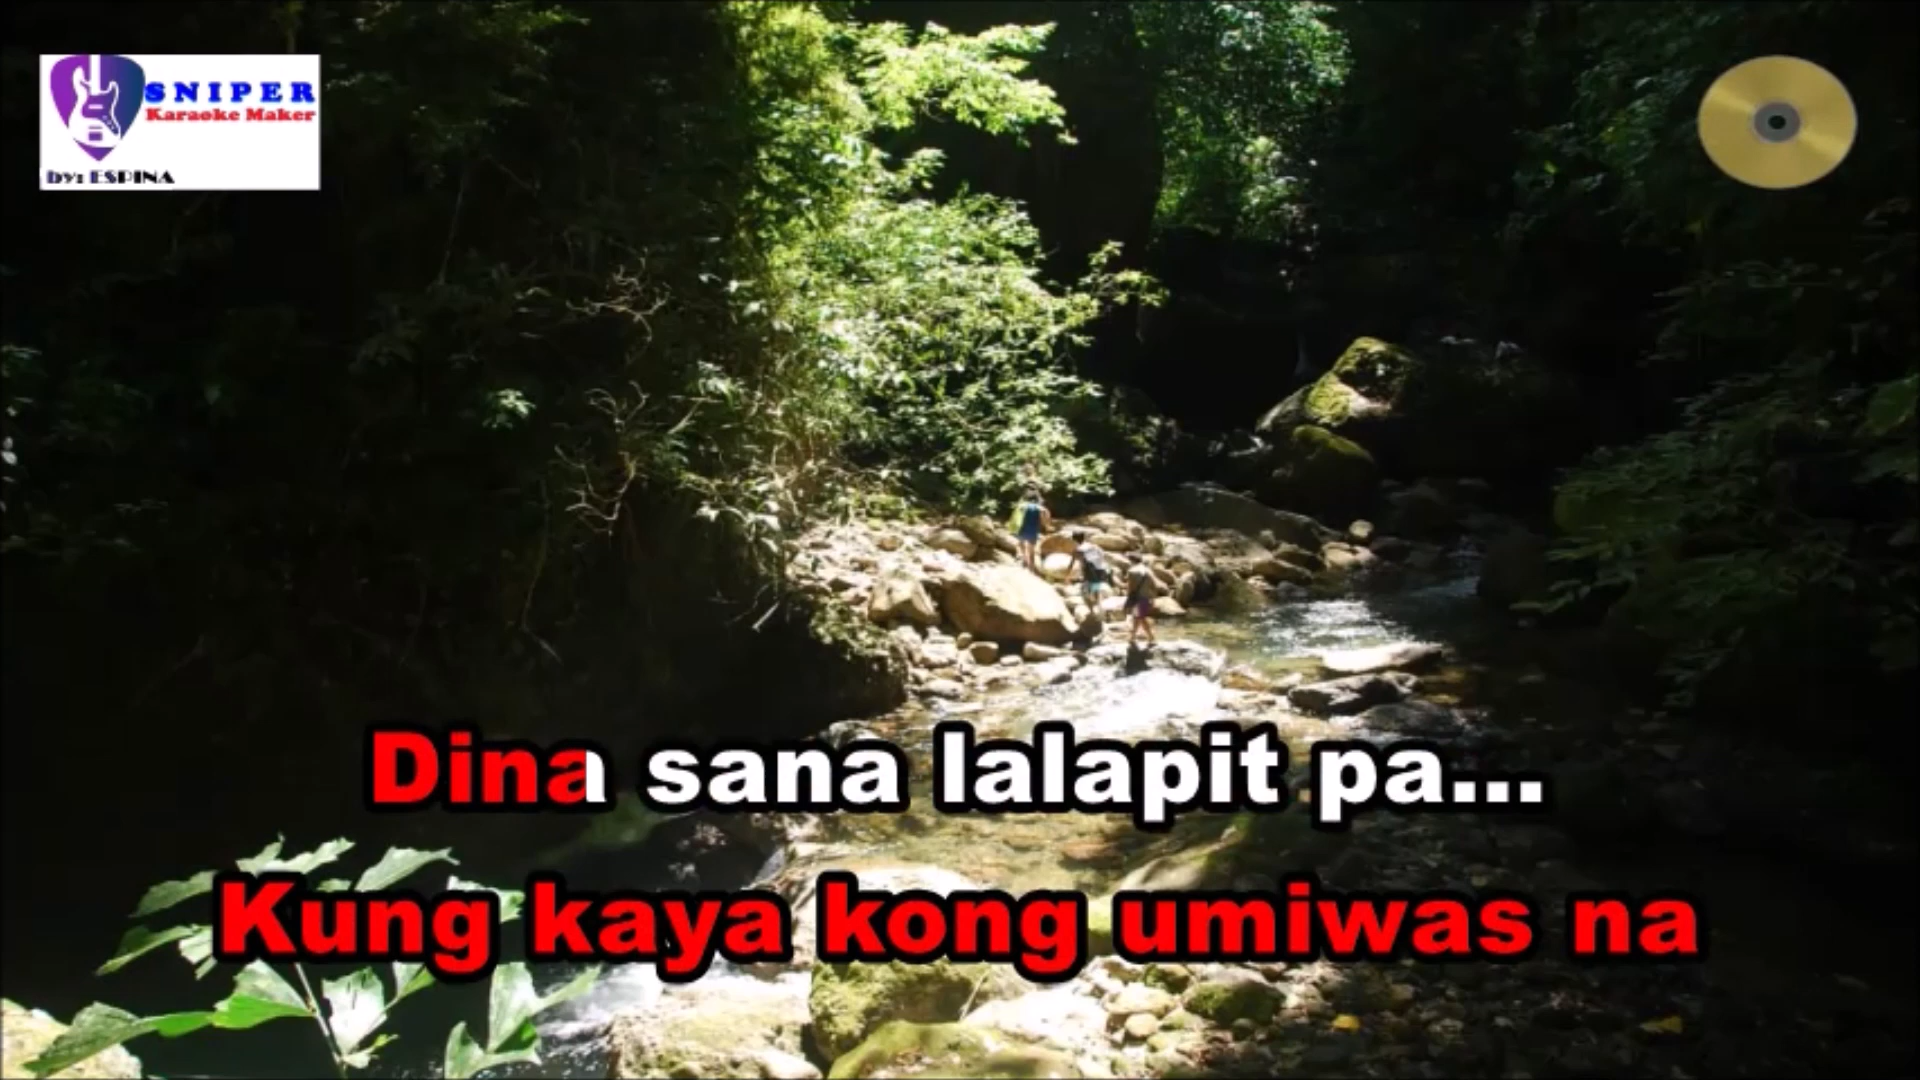 SNIPER
Karaoke Maker
by: ESPINA
Dina sana lalapit pa...
Kung kaya kong umiwas na